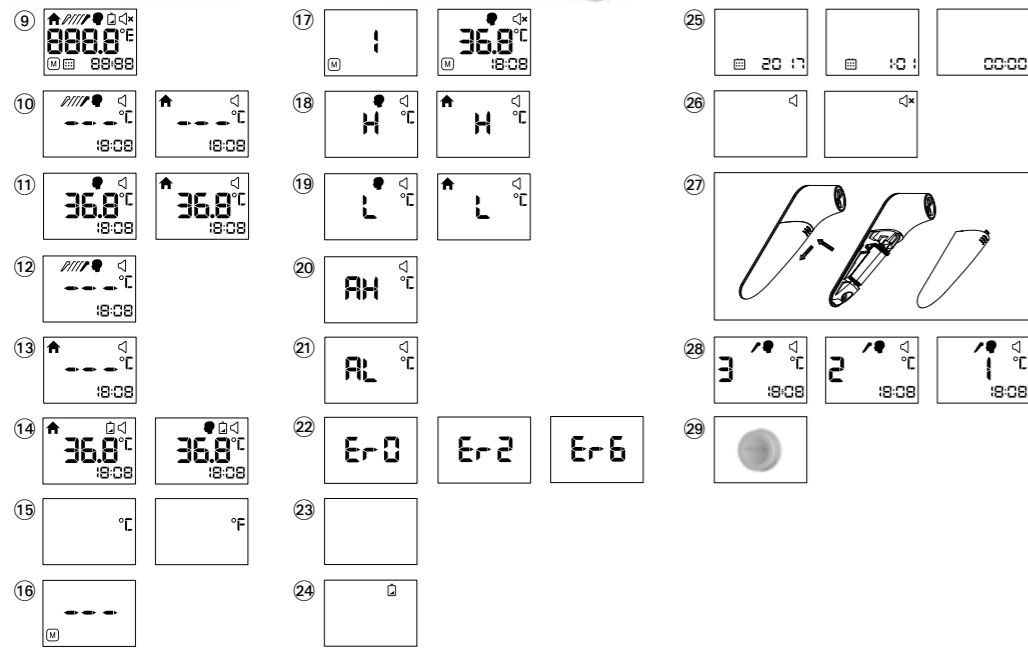 9 888.8°F M 88:88
10 --- °C 18:08 --- °C 18:08
11 36.8°C 18:08 36.8°C 18:08
12 --- °C 18:08
13 --- °C 18:08
14 36.8°C 18:08 36.8°C 18:08
15 °C °F
16 --- M
17 1 M 36.8°C M 18:08
18 H °C H °C
19 L °C L °C
20 AH °C
21 AL °C
22 Er0 Er2 Er6
23
24
25 2017 1:01 00:00
26
27
28 3 °C 18:08 2 °C 18:08 1 °C 18:08
29